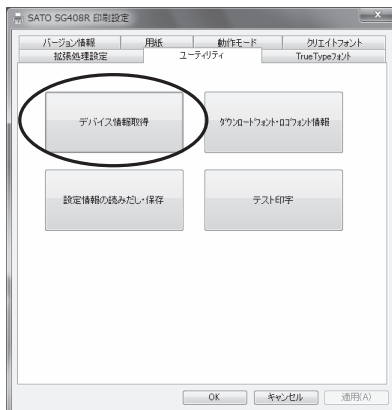 SATO SG408R 印刷設定
バージョン情報 用紙 動作モード クリエイトフォント
拡張処理設定 ユーティリティ TrueTypeフォント
デバイス情報取得 ダウンロードフォント・ロゴフォント情報
設定情報の読みだし・保存 テスト印字
OK キャンセル 適用(A)